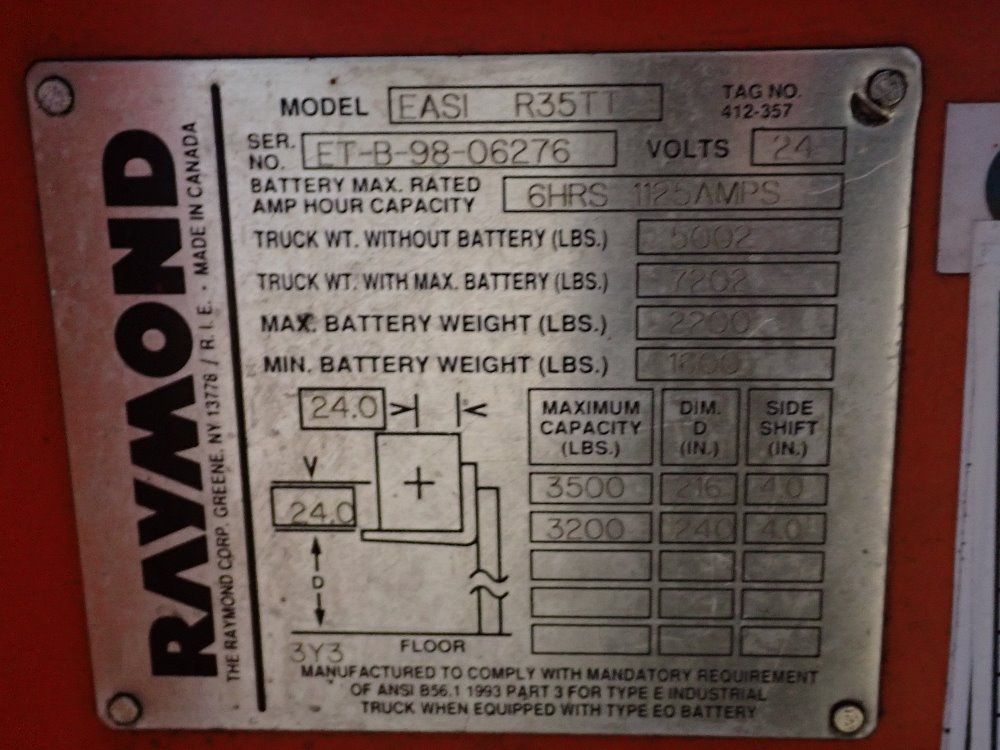 RAYMOND
THE RAYMOND CORP. GREENE, NY 13778 / R.I.E. - MADE IN CANADA
MODEL EASI R35TT
TAG NO.
412-357
SER. NO. ET-B-98-06276 VOLTS 24
BATTERY MAX. RATED
AMP HOUR CAPACITY 6HRS 1125AMPS
TRUCK WT. WITHOUT BATTERY (LBS.) 5002
TRUCK WT. WITH MAX. BATTERY (LBS.) 7202
MAX. BATTERY WEIGHT (LBS.) 2200
MIN. BATTERY WEIGHT (LBS.) 1600
24.0
24.0
D
3Y3
FLOOR
MAXIMUM CAPACITY (LBS.) DIM. D (IN.) SIDE SHIFT (IN.)
3500 216 4.0
3200 240 4.0
MANUFACTURED TO COMPLY WITH MANDATORY REQUIREMENT
OF ANSI B56.1 1993 PART 3 FOR TYPE E INDUSTRIAL
TRUCK WHEN EQUIPPED WITH TYPE EO BATTERY